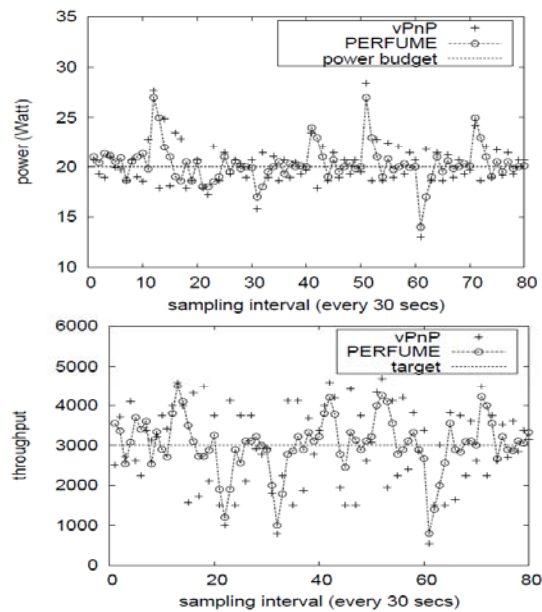 vPnP
PERFUME
power budget
35
30
25
20
15
10
power (Watt)
0 10 20 30 40 50 60 70 80
sampling interval (every 30 secs)
vPnP
PERFUME
target
6000
5000
4000
3000
2000
1000
0
throughput
0 20 40 60 80
sampling interval (every 30 secs)